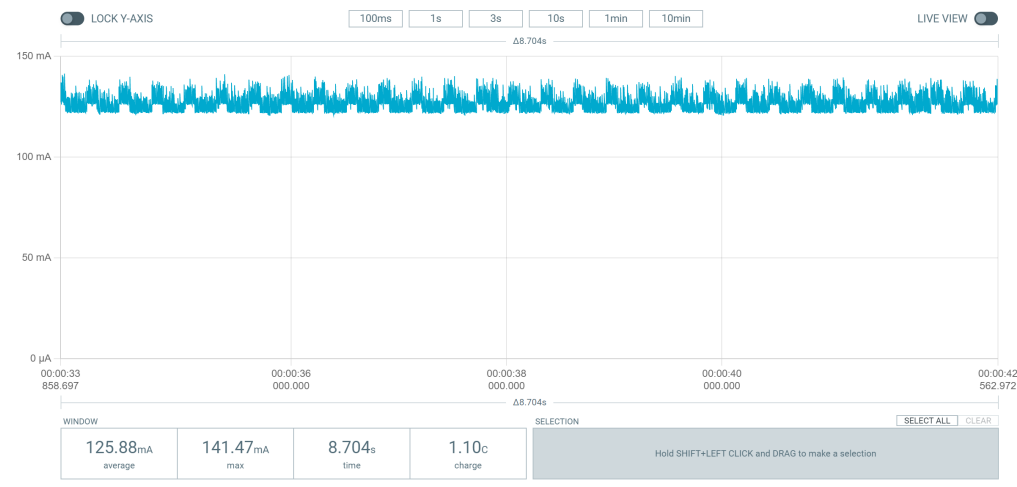 LOCK Y-AXIS 100ms 1s 3s 10s 1min 10min LIVE VIEW
Δ8.704s
150 mA
100 mA
50 mA
0 µA
00:00:33 00:00:36 00:00:38 00:00:40 00:00:42
858.697 000.000 000.000 000.000 562.972
Δ8.704s
WINDOW SELECTION SELECT ALL CLEAR
125.88mA 141.47mA 8.704s 1.10C
average max time charge
Hold SHIFT+LEFT CLICK and DRAG to make a selection